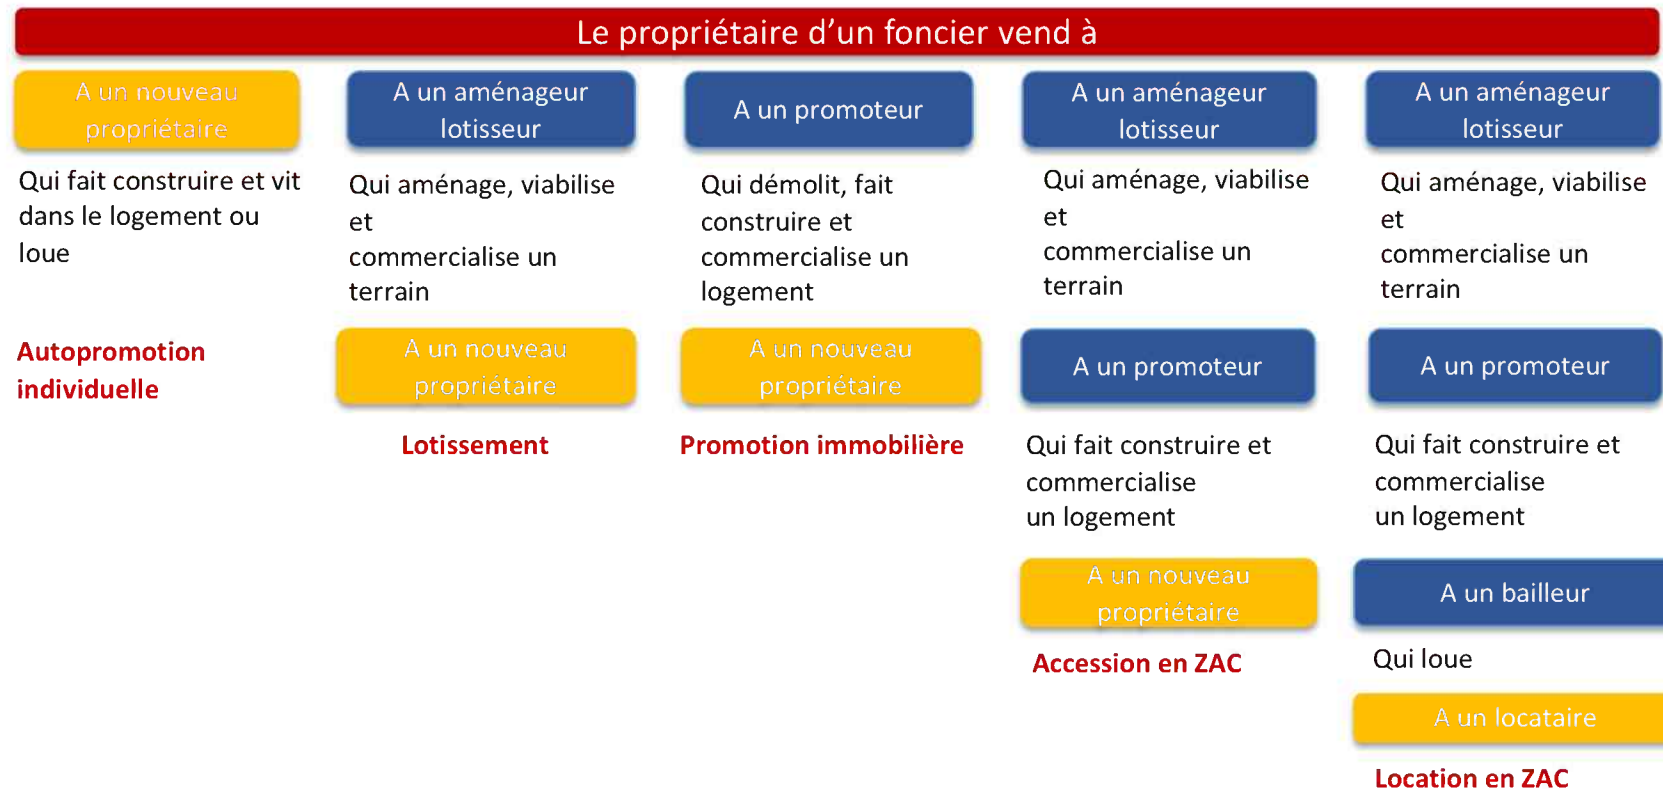 Le propriétaire d'un foncier vend à
A un nouveau
propriétaire
Qui fait construire et vit
dans le logement ou
loue
Autopromotion
individuelle
A un aménageur
lotisseur
Qui aménage, viabilise
et
commercialise un
terrain
A un nouveau
propriétaire
Lotissement
A un promoteur
Qui démolit, fait
construire et
commercialise un
logement
A un nouveau
propriétaire
Promotion immobilière
A un aménageur
lotisseur
Qui aménage, viabilise
et
commercialise un
terrain
A un promoteur
Qui fait construire et
commercialise
un logement
A un nouveau
propriétaire
Accession en ZAC
A un aménageur
lotisseur
Qui aménage, viabilise
et
commercialise un
terrain
A un promoteur
Qui fait construire et
commercialise
un logement
A un bailleur
Qui loue
A un locataire
Location en ZAC